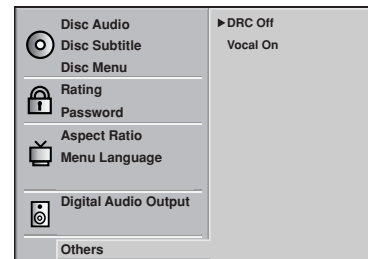 Disc Audio
Disc Subtitle
Disc Menu
Rating
Password
Aspect Ratio
Menu Language
Digital Audio Output
Others
DRC Off
Vocal On